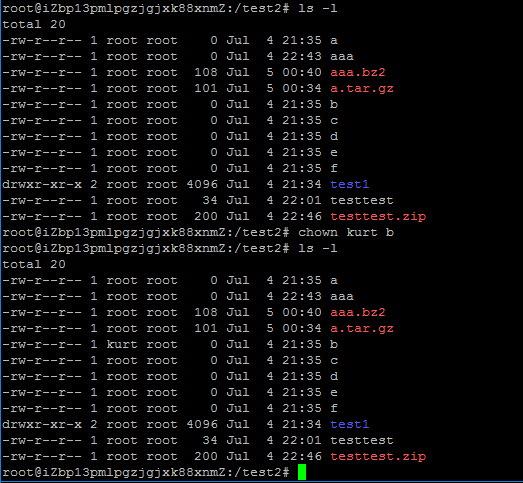 root@iZbp13pmlpgzjgjxk88xnmZ:/test2# ls -l
total 20
-rw-r--r-- 1 root root    0 Jul  4 21:35 a
-rw-r--r-- 1 root root    0 Jul  4 22:43 aaa
-rw-r--r-- 1 root root  108 Jul  5 00:40 aaa.bz2
-rw-r--r-- 1 root root  101 Jul  5 00:34 a.tar.gz
-rw-r--r-- 1 root root    0 Jul  4 21:35 b
-rw-r--r-- 1 root root    0 Jul  4 21:35 c
-rw-r--r-- 1 root root    0 Jul  4 21:35 d
-rw-r--r-- 1 root root    0 Jul  4 21:35 e
-rw-r--r-- 1 root root    0 Jul  4 21:35 f
drwxr-xr-x 2 root root 4096 Jul  4 21:34 test1
-rw-r--r-- 1 root root   34 Jul  4 22:01 testtest
-rw-r--r-- 1 root root  200 Jul  4 22:46 testtest.zip
root@iZbp13pmlpgzjgjxk88xnmZ:/test2# chown kurt b
root@iZbp13pmlpgzjgjxk88xnmZ:/test2# ls -l
total 20
-rw-r--r-- 1 root root    0 Jul  4 21:35 a
-rw-r--r-- 1 root root    0 Jul  4 22:43 aaa
-rw-r--r-- 1 root root  108 Jul  5 00:40 aaa.bz2
-rw-r--r-- 1 root root  101 Jul  5 00:34 a.tar.gz
-rw-r--r-- 1 kurt root    0 Jul  4 21:35 b
-rw-r--r-- 1 root root    0 Jul  4 21:35 c
-rw-r--r-- 1 root root    0 Jul  4 21:35 d
-rw-r--r-- 1 root root    0 Jul  4 21:35 e
-rw-r--r-- 1 root root    0 Jul  4 21:35 f
drwxr-xr-x 2 root root 4096 Jul  4 21:34 test1
-rw-r--r-- 1 root root   34 Jul  4 22:01 testtest
-rw-r--r-- 1 root root  200 Jul  4 22:46 testtest.zip
root@iZbp13pmlpgzjgjxk88xnmZ:/test2#